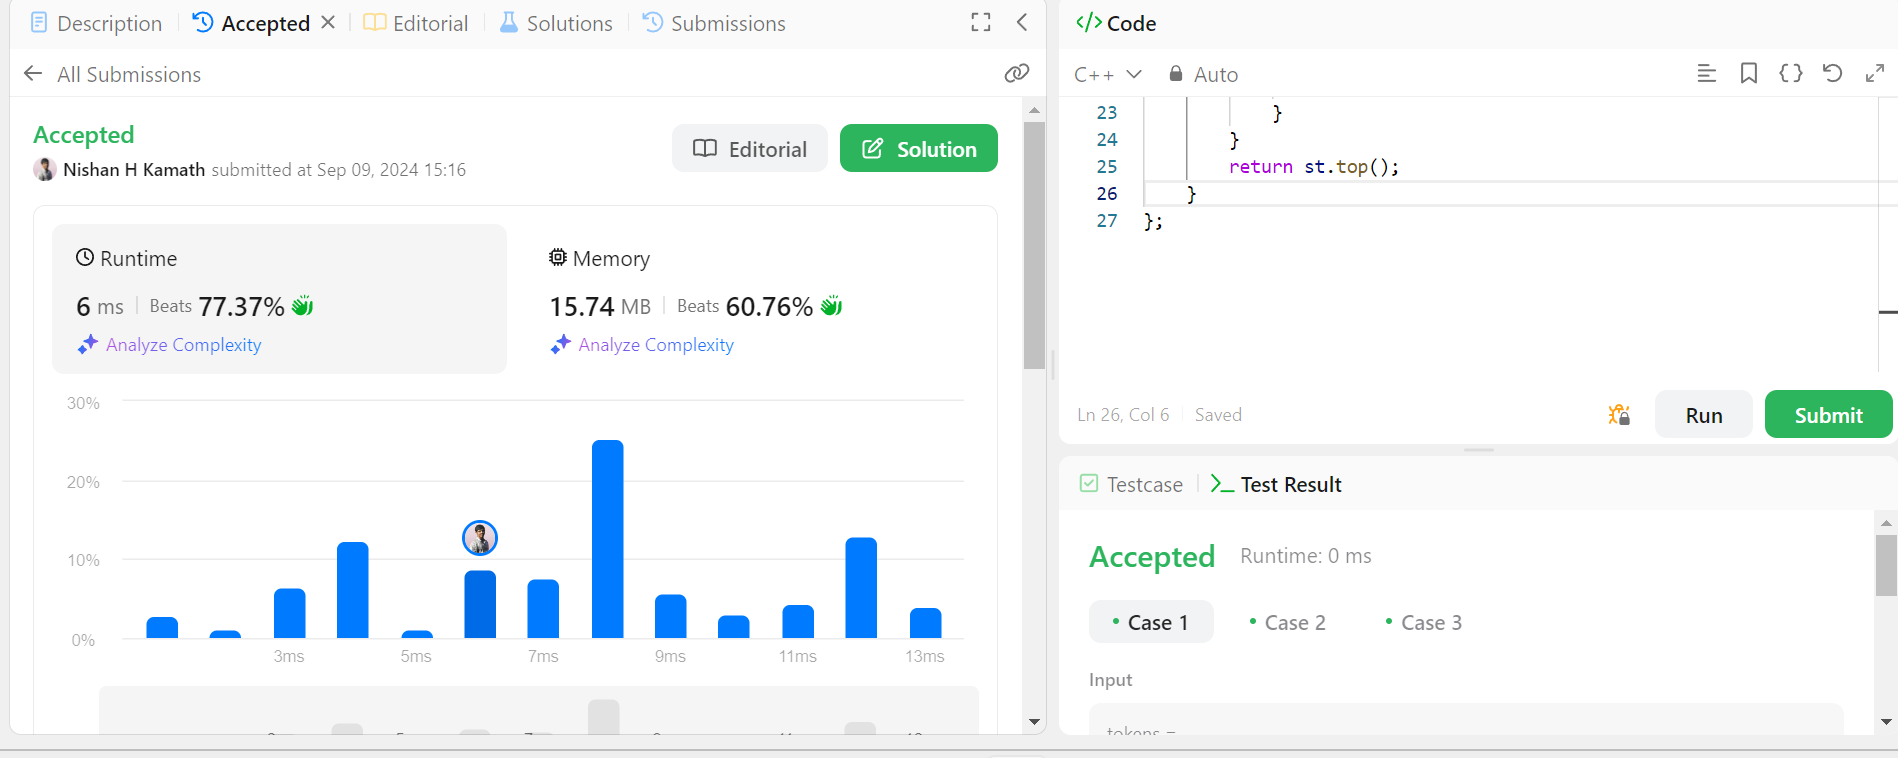 Description
Accepted
Editorial
Solutions
Submissions
All Submissions
Accepted
Nishan H Kamath submitted at Sep 09, 2024 15:16
Editorial
Solution
Runtime
6 ms | Beats 77.37%
Analyze Complexity
Memory
15.74 MB | Beats 60.76%
Analyze Complexity
30%
20%
10%
0%
3ms 5ms 7ms 9ms 11ms 13ms
Code
C++ Auto
23 }
24 }
25 return st.top();
26 }
27 };
Ln 26, Col 6 Saved
Run
Submit
Testcase
>_ Test Result
Accepted Runtime: 0 ms
Case 1 Case 2 Case 3
Input
tokens =